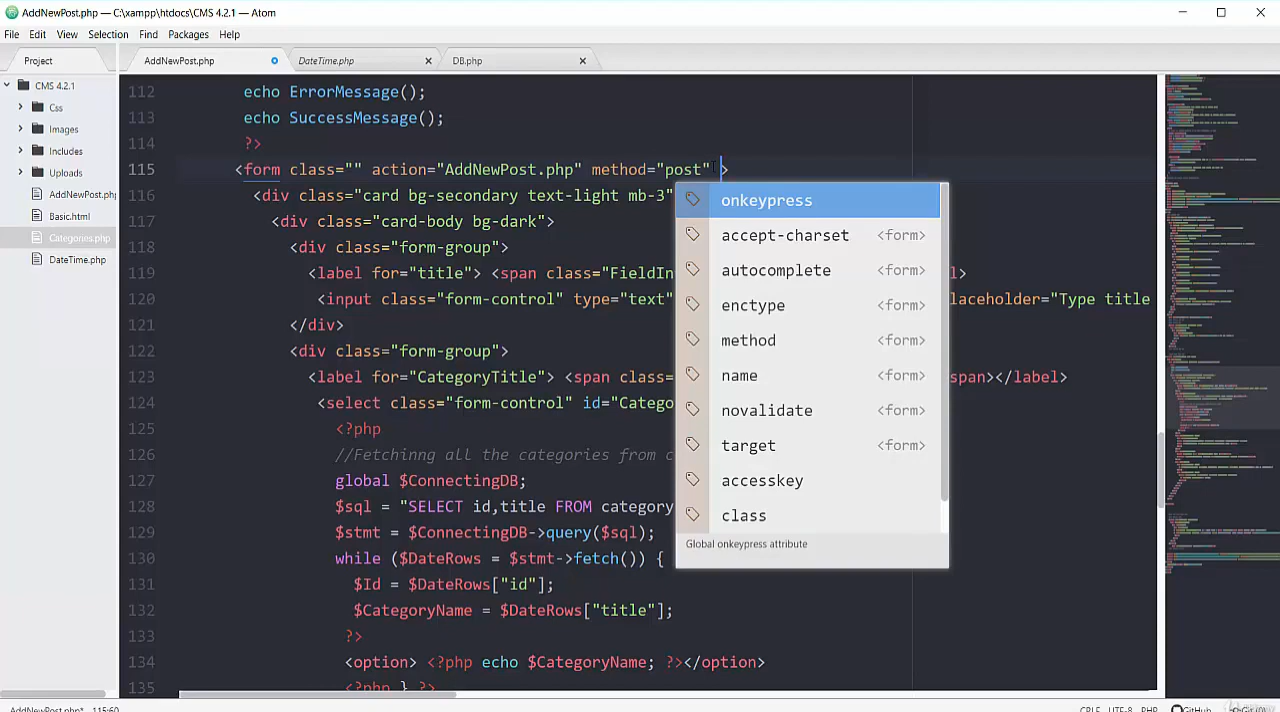 AddNewPost.php — C:\xampp\htdocs\CMS 4.2.1 — Atom
File Edit View Selection Find Packages Help
Project AddNewPost.php DateTime.php DB.php
CMS 4.2.1
Css
Images
Includes
Uploads
AddNewPost.php
Basic.html
Categories.php
DateTime.php
112 echo ErrorMessage();
113 echo SuccessMessage();
114 ?>
115 <form class="" action="AddNewPost.php" method="post" >
116 <div class="card bg-secondary text-light mb-3"
117 <div class="card-body bg-dark">
118 <div class="form-group">
119 <label for="title"> <span class="FieldIn l>
120 <input class="form-control" type="text" laceholder="Type title
121 </div>
122 <div class="form-group">
123 <label for="CategoryTitle"> <span class= span></label>
124 <select class="form-control" id="Catego
125 <?php
126 //Fetching all the categories from c
127 global $ConnectingDB;
128 $sql = "SELECT id,title FROM category
129 $stmt = $ConnectingDB->query($sql);
130 while ($DateRows = $stmt->fetch()) {
131 $Id = $DateRows["id"];
132 $CategoryName = $DateRows["title"];
133 ?>
134 <option> <?php echo $CategoryName; ?></option>
135 <?php } ?>
onkeypress
accept-charset <form>
autocomplete <form>
enctype <form>
method <form>
name <form>
novalidate <form>
target <form>
accesskey
class
Global onkeypress attribute
AddNewPost.php* 115:60 CRLF UTF-8 PHP GitHub Git (0)